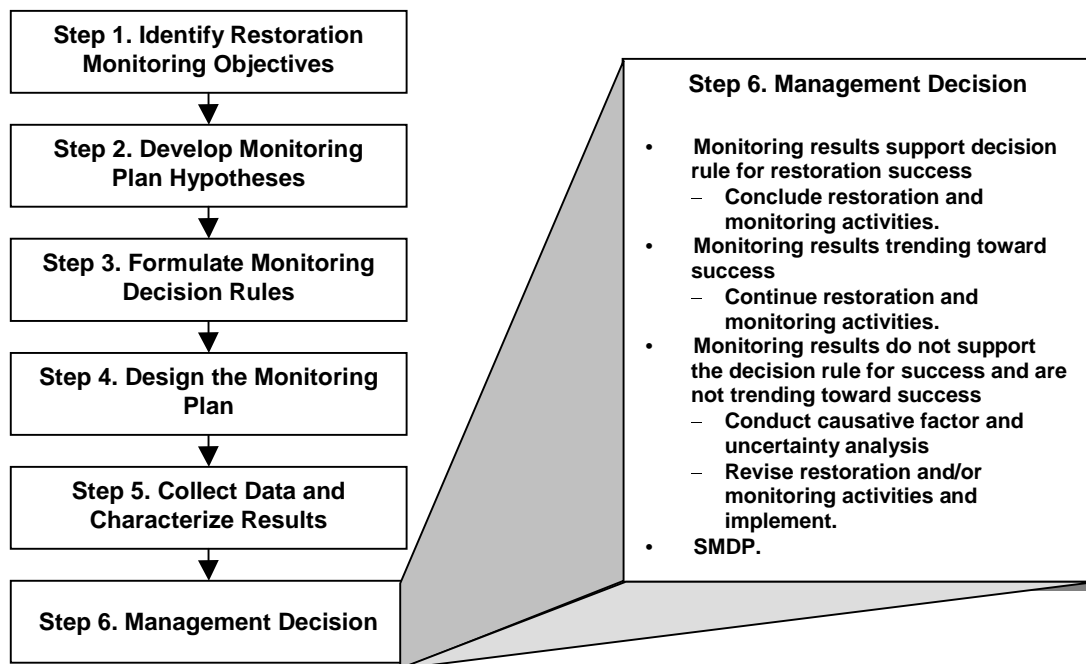 Step 1. Identify Restoration
Monitoring Objectives
Step 2. Develop Monitoring
Plan Hypotheses
Step 3. Formulate Monitoring
Decision Rules
Step 4. Design the Monitoring
Plan
Step 5. Collect Data and
Characterize Results
Step 6. Management Decision
Step 6. Management Decision
• Monitoring results support decision
rule for restoration success
– Conclude restoration and
monitoring activities.
• Monitoring results trending toward
success
– Continue restoration and
monitoring activities.
• Monitoring results do not support
the decision rule for success and are
not trending toward success
– Conduct causative factor and
uncertainty analysis
– Revise restoration and/or
monitoring activities and
implement.
• SMDP.